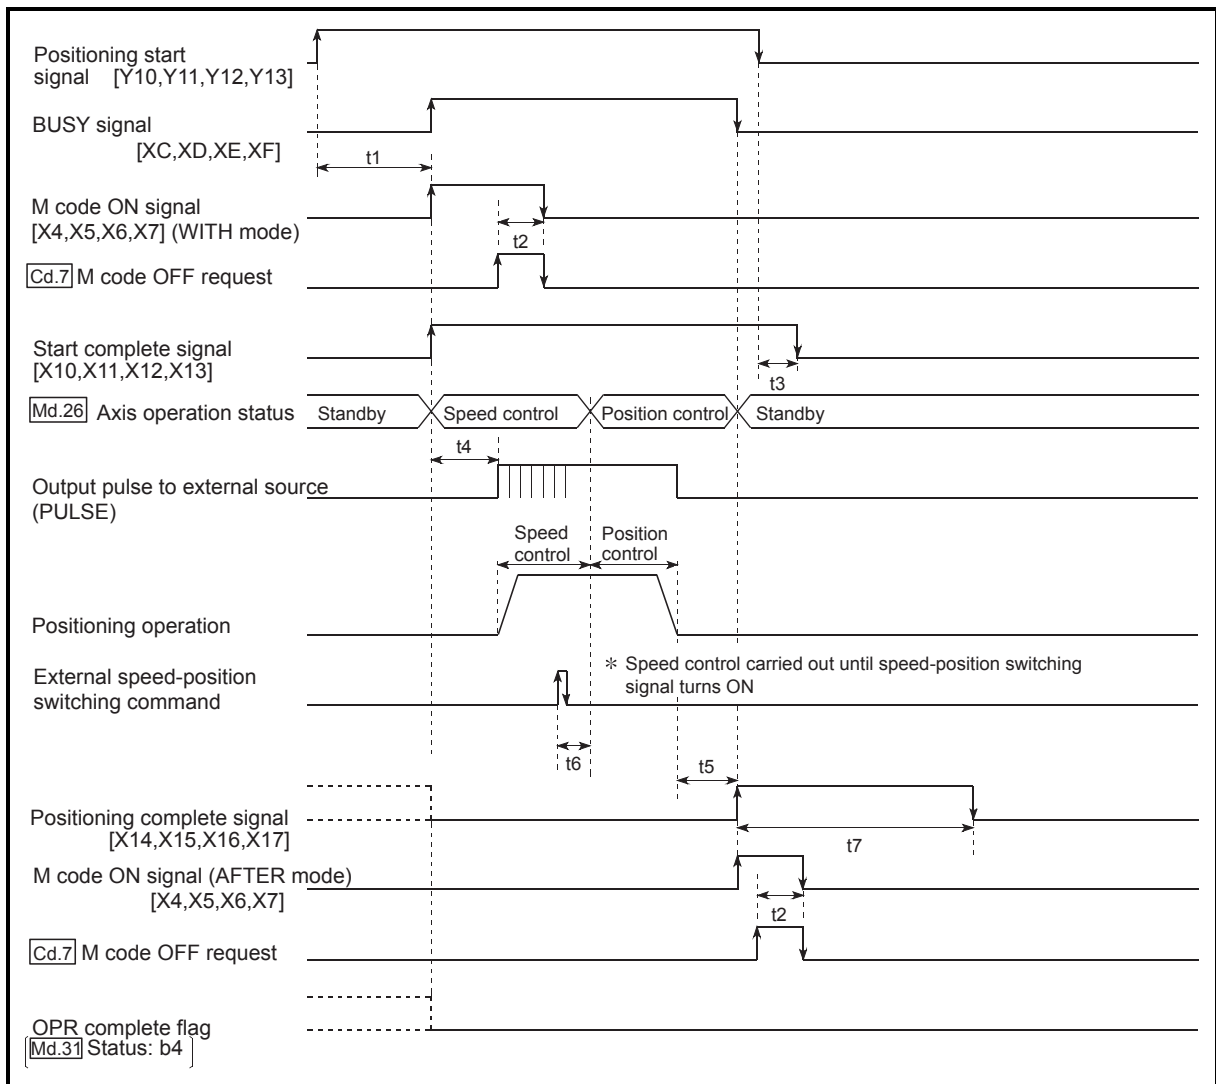 Positioning start
signal [Y10,Y11,Y12,Y13]
BUSY signal
[XC,XD,XE,XF]
t1
M code ON signal
[X4,X5,X6,X7] (WITH mode)
t2
Cd.7 M code OFF request
Start complete signal
[X10,X11,X12,X13]
t3
Md.26 Axis operation status
Standby
Speed control
Position control
Standby
t4
Output pulse to external source
(PULSE)
Speed
control
Position
control
Positioning operation
External speed-position
switching command
* Speed control carried out until speed-position switching
signal turns ON
t6
t5
Positioning complete signal
[X14,X15,X16,X17]
t7
M code ON signal (AFTER mode)
[X4,X5,X6,X7]
t2
Cd.7 M code OFF request
OPR complete flag
[Md.31 Status: b4]